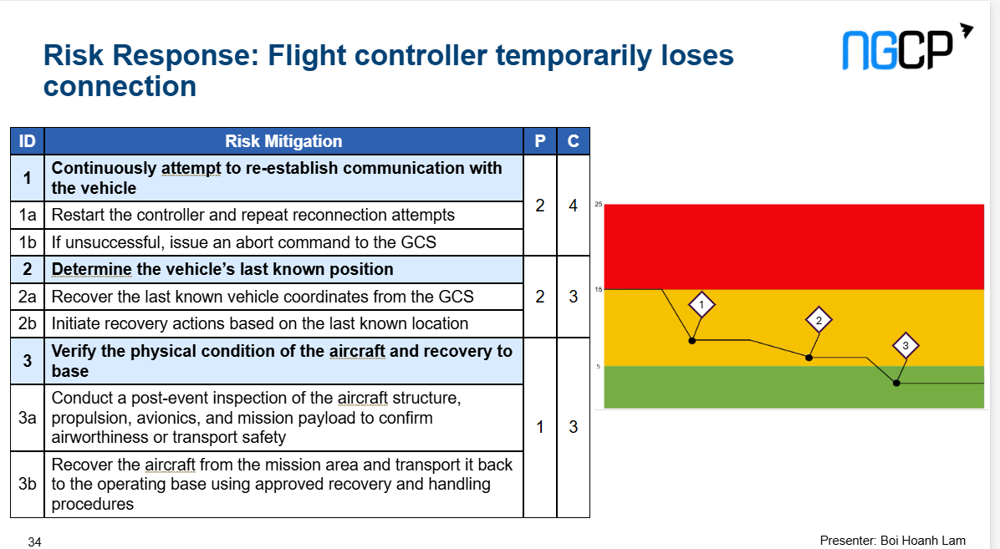 Risk Response: Flight controller temporarily loses
connection
NGCP
ID Risk Mitigation P C
1 Continuously attempt to re-establish communication with
the vehicle
2 4
1a Restart the controller and repeat reconnection attempts
1b If unsuccessful, issue an abort command to the GCS
2 Determine the vehicle’s last known position
2a Recover the last known vehicle coordinates from the GCS 2 3
2b Initiate recovery actions based on the last known location
3 Verify the physical condition of the aircraft and recovery to
base
3a Conduct a post-event inspection of the aircraft structure,
propulsion, avionics, and mission payload to confirm
airworthiness or transport safety
1 3
3b Recover the aircraft from the mission area and transport it back
to the operating base using approved recovery and handling
procedures
25
15
5
1
2
3
34
Presenter: Boi Hoanh Lam